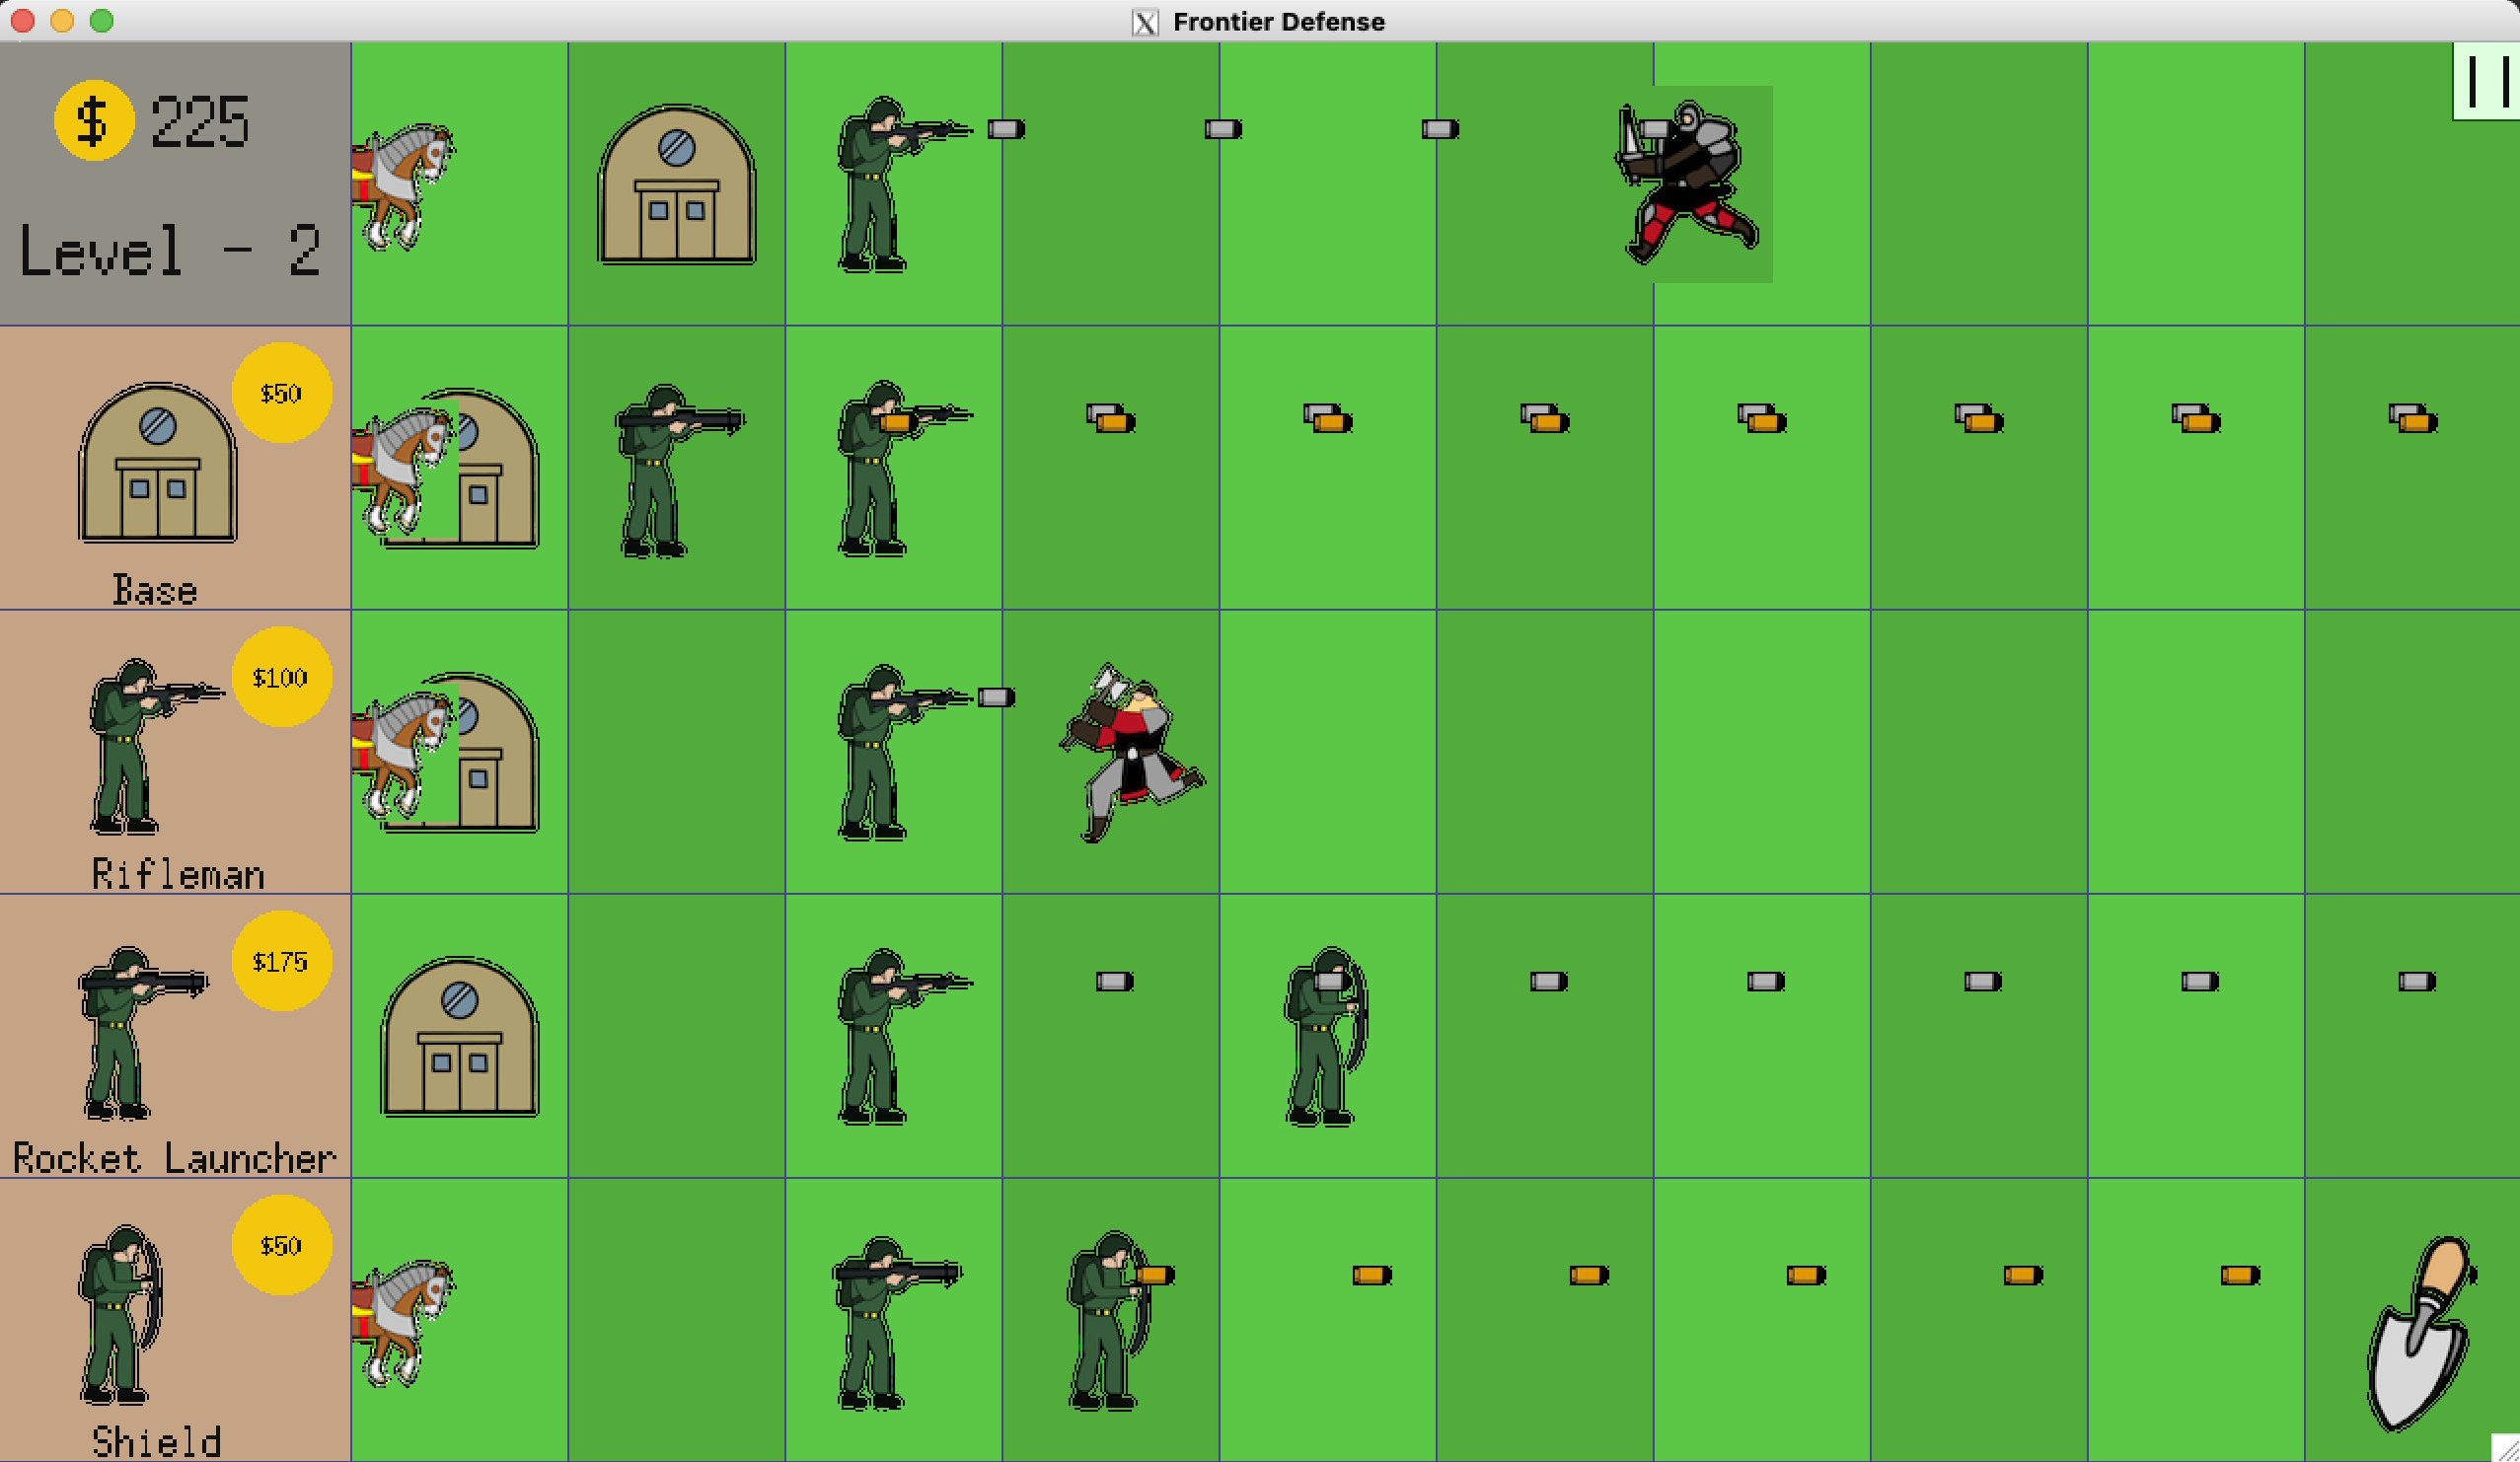 Frontier Defense
$ 225
Level - 2
$50
Base
$100
Rifleman
$175
Rocket Launcher
$50
Shield